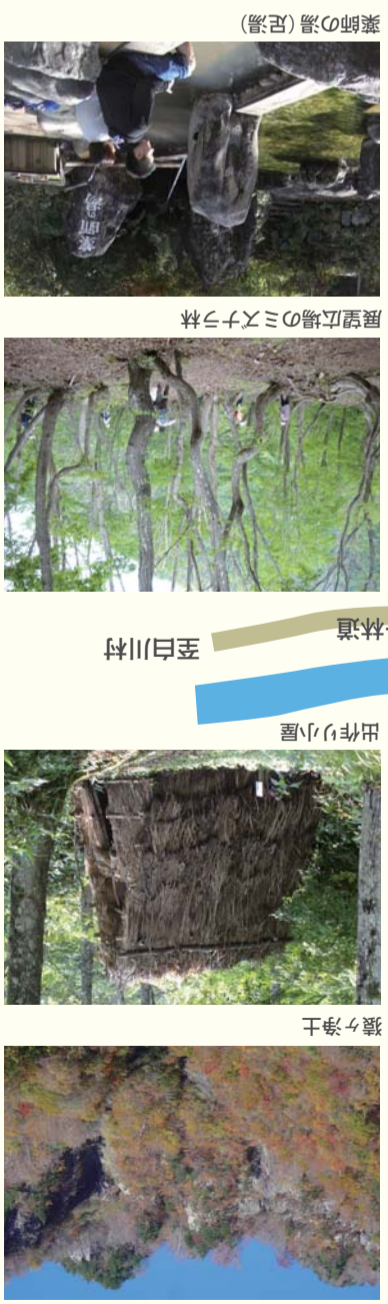 猿ヶ浄土
出作り小屋
林道
至白川村
展望広場のミズナラ林
薬師の湯(足湯)